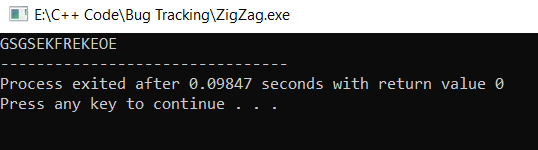 E:\C++ Code\Bug Tracking\ZigZag.exe
GSGSEKFREKEOE
--------------------------------
Process exited after 0.09847 seconds with return value 0
Press any key to continue . . .